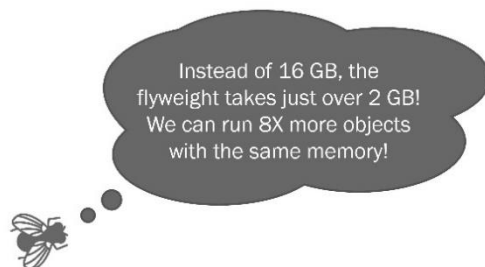 Instead of 16 GB, the
flyweight takes just over 2 GB!
We can run 8X more objects
with the same memory!